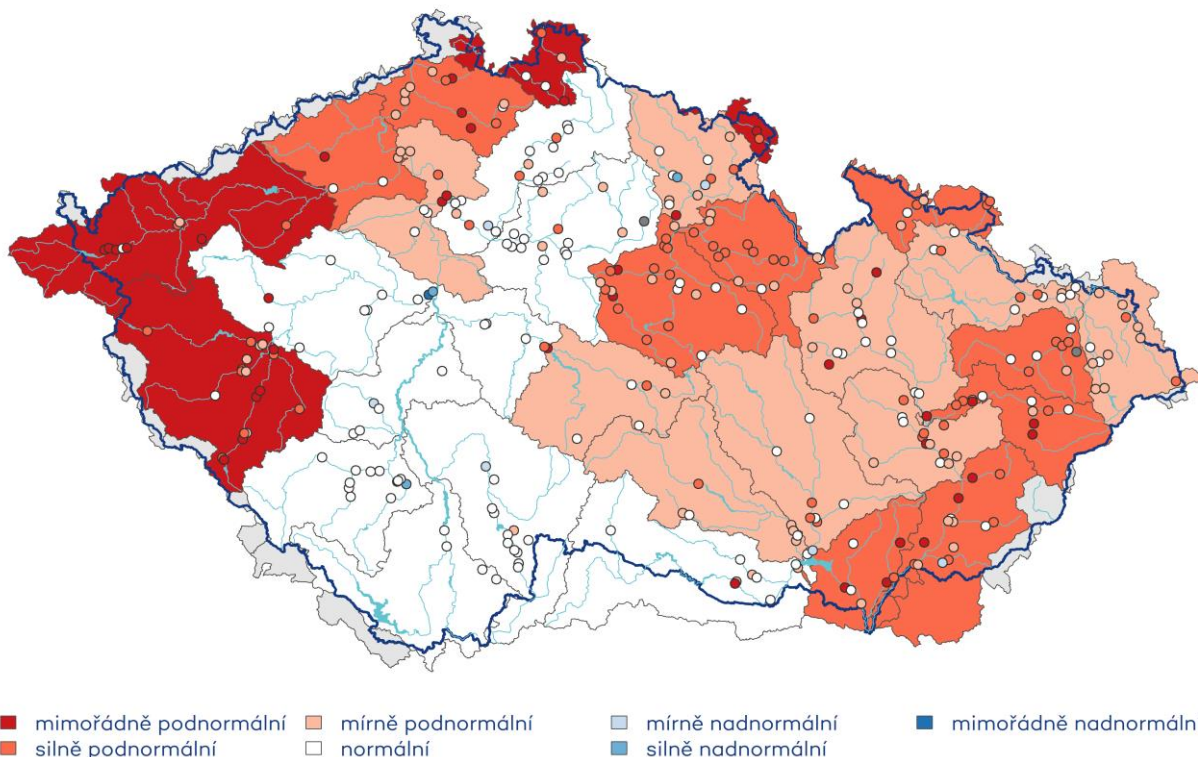 mimořádně podnormální
mírně podnormální
mírně nadnormální
mimořádně nadnormáln
silně podnormální
normální
silně nadnormální